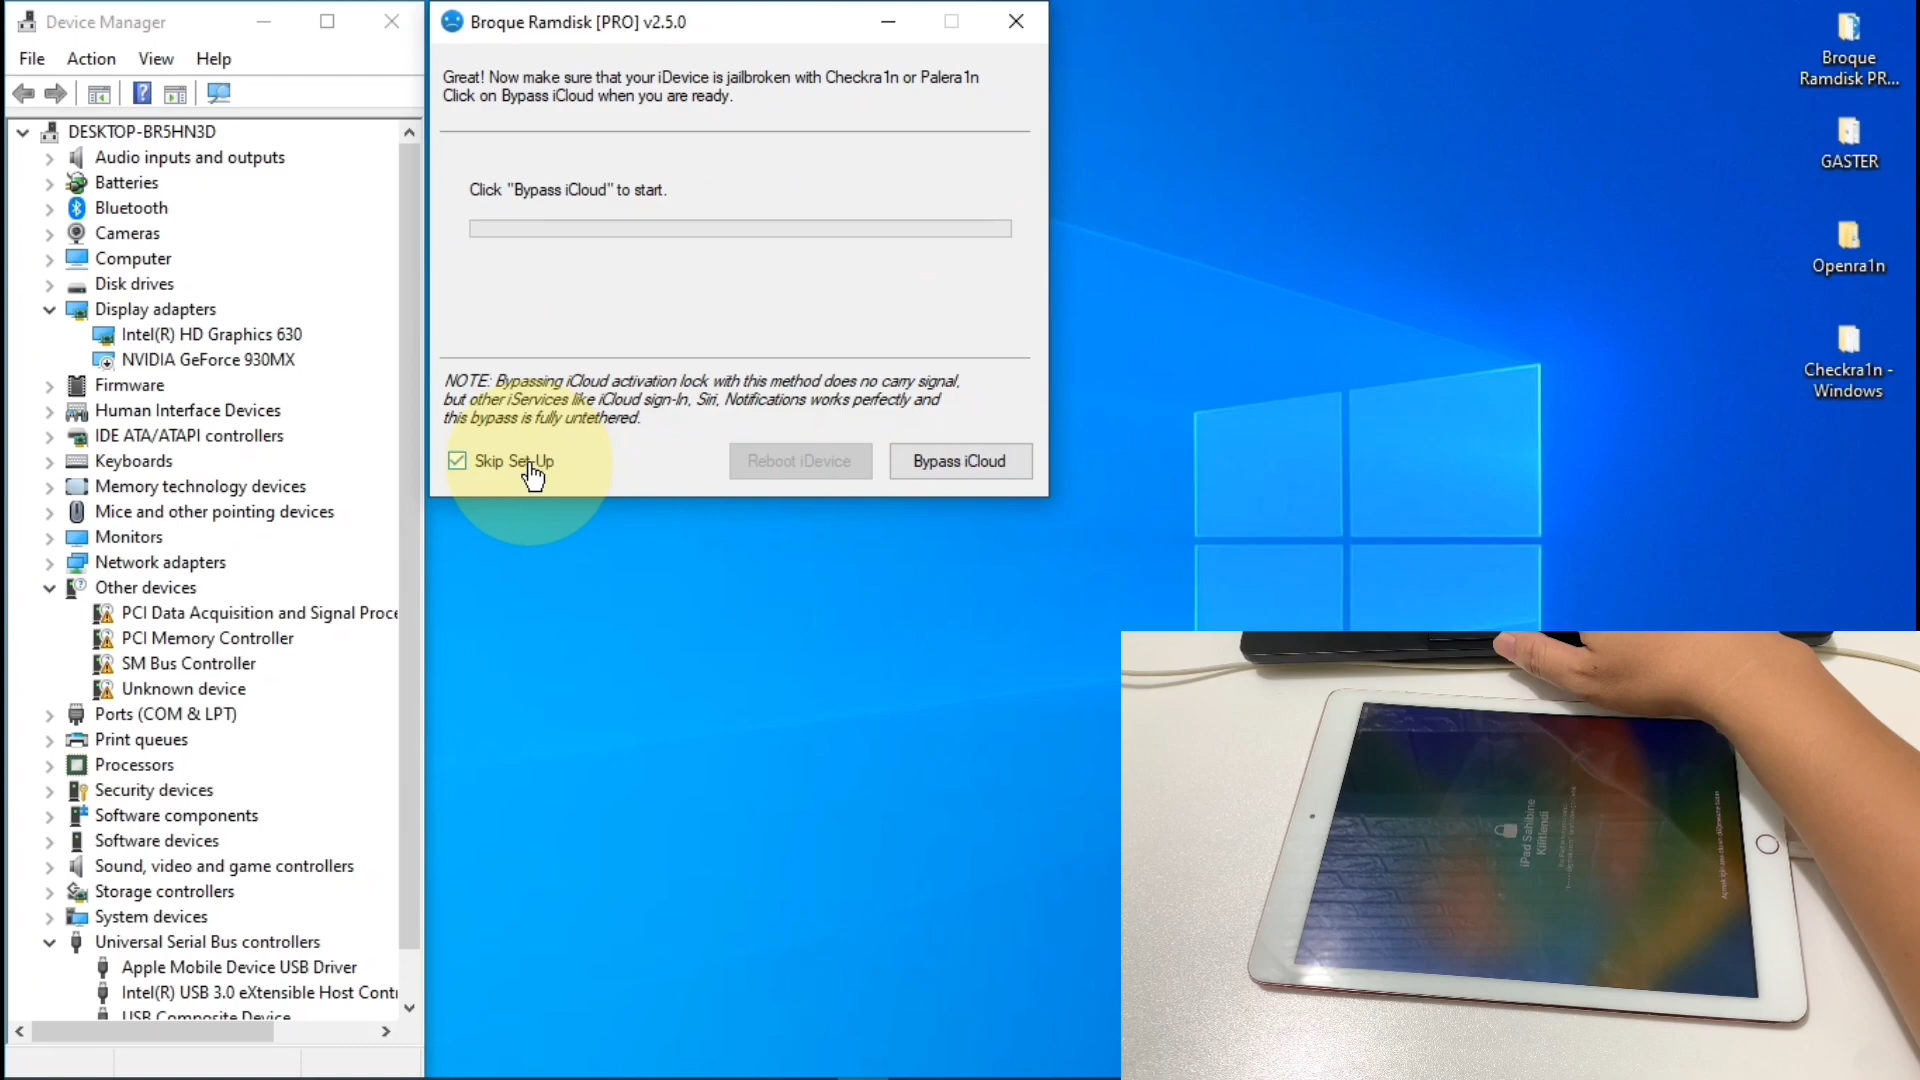 Device Manager
File Action View Help
DESKTOP-BR5HN3D
Audio inputs and outputs
Batteries
Bluetooth
Cameras
Computer
Disk drives
Display adapters
Intel(R) HD Graphics 630
NVIDIA GeForce 930MX
Firmware
Human Interface Devices
IDE ATA/ATAPI controllers
Keyboards
Memory technology devices
Mice and other pointing devices
Monitors
Network adapters
Other devices
PCI Data Acquisition and Signal Proce
PCI Memory Controller
SM Bus Controller
Unknown device
Ports (COM & LPT)
Print queues
Processors
Security devices
Software components
Software devices
Sound, video and game controllers
Storage controllers
System devices
Universal Serial Bus controllers
Apple Mobile Device USB Driver
Intel(R) USB 3.0 eXtensible Host Contr
USB Composite Device
Broque Ramdisk [PRO] v2.5.0
Great! Now make sure that your iDevice is jailbroken with Checkra1n or Palera1n
Click on Bypass iCloud when you are ready.
Click "Bypass iCloud" to start.
NOTE: Bypassing iCloud activation lock with this method does no carry signal,
but other iServices like iCloud sign-In, Siri, Notifications works perfectly and
this bypass is fully untethered.
Skip Set-Up
Reboot iDevice
Bypass iCloud
Broque
Ramdisk PR...
GASTER
Openra1n
Checkra1n -
Windows
iPad Sahibine
Kilitlendi